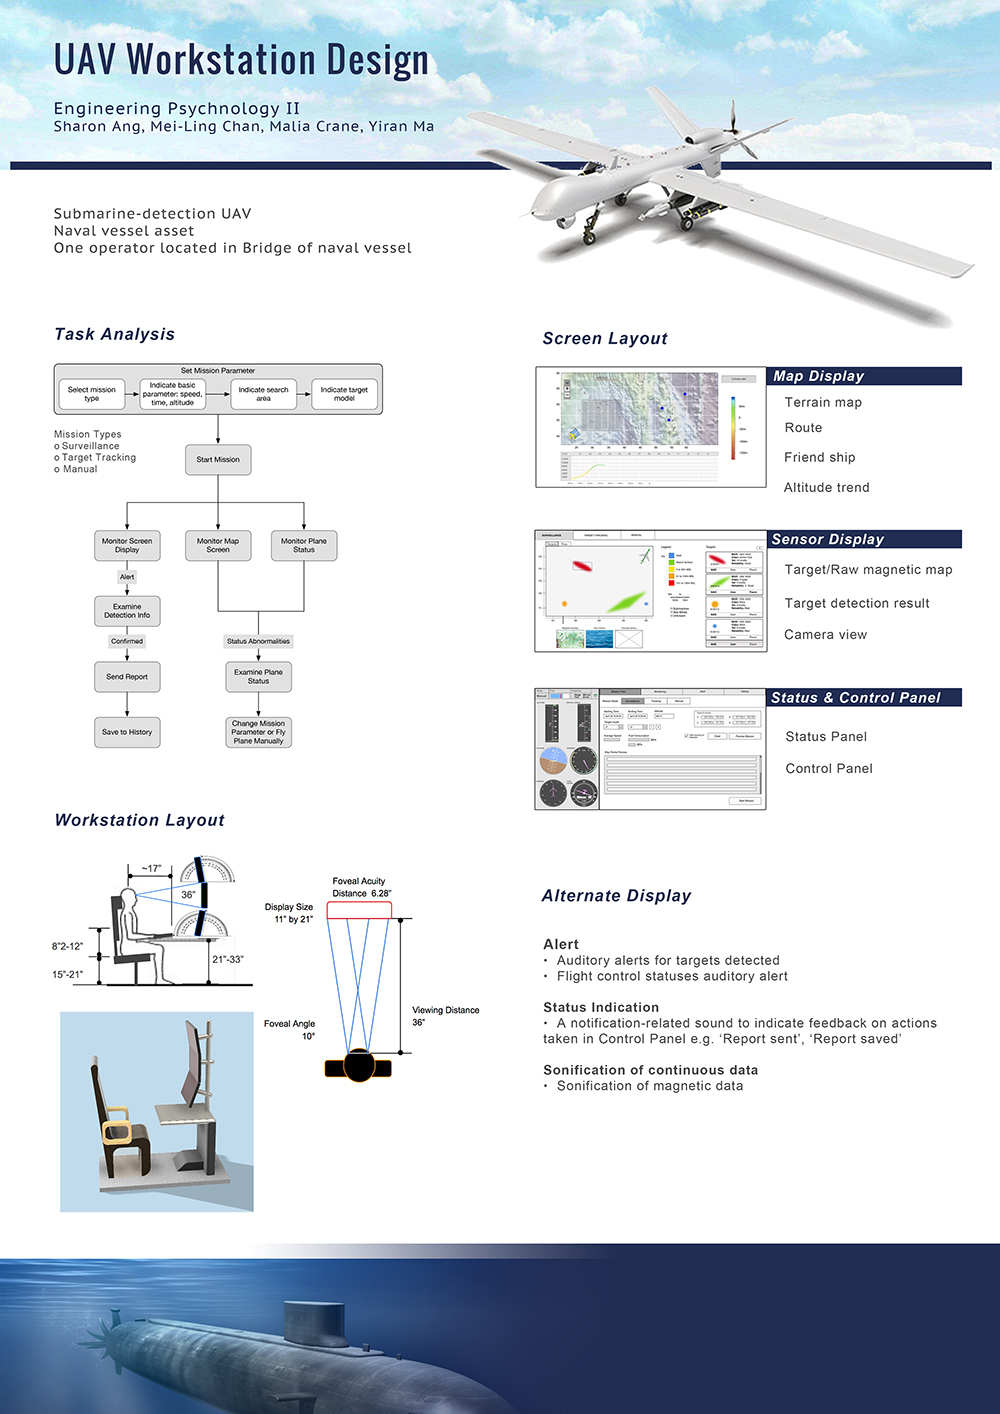 UAV Workstation Design
Engineering Psychnology II
Sharon Ang, Mei-Ling Chan, Malia Crane, Yiran Ma
Submarine-detection UAV
Naval vessel asset
One operator located in Bridge of naval vessel
Task Analysis
Set Mission Parameter
Select mission
type
Indicate basic
parameter: speed,
time, altitude
Indicate search
area
Indicate target
model
Mission Types
o Surveillance
o Target Tracking
o Manual
Start Mission
Monitor Screen
Display
Monitor Map
Screen
Monitor Plane
Status
Alert
Examine
Detection Info
Confirmed
Status Abnormalities
Send Report
Examine Plane
Status
Save to History
Change Mission
Parameter or Fly
Plane Manually
Screen Layout
Map Display
Terrain map
Route
Friend ship
Altitude trend
Sensor Display
SURVEILLANCE
TARGET TRACKING
MANUAL
Legend
Targets
Target/Raw magnetic map
Target detection result
Camera view
Status & Control Panel
Monitoring
Alert
Status Panel
Control Panel
Workstation Layout
~17"
36"
8"2-12"
15"-21"
21"-33"
Foveal Acuity
Distance 6.28"
Display Size
11" by 21"
Viewing Distance
36"
Foveal Angle
10°
Alternate Display
Alert
• Auditory alerts for targets detected
• Flight control statuses auditory alert
Status Indication
• A notification-related sound to indicate feedback on actions
taken in Control Panel e.g. ‘Report sent’, ‘Report saved’
Sonification of continuous data
• Sonification of magnetic data